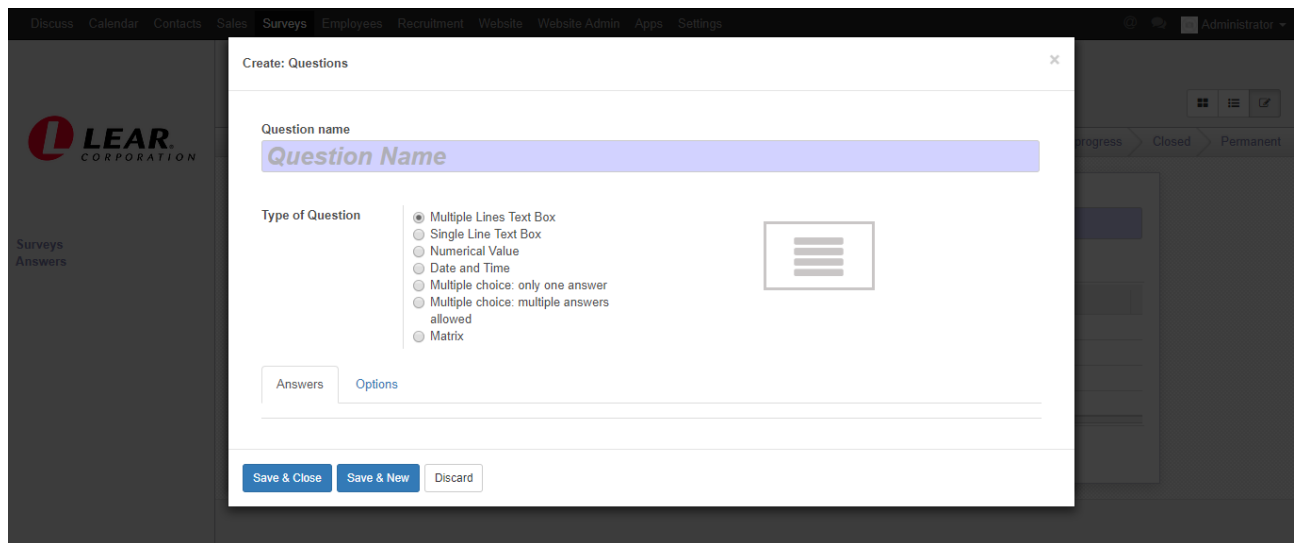 Discuss Calendar Contacts Sales Surveys Employees Recruitment Website Website Admin Apps Settings @ Administrator
Create: Questions ×
LEAR.
CORPORATION
Question name
Question Name
progress Closed Permanent
Type of Question
Multiple Lines Text Box
Single Line Text Box
Numerical Value
Date and Time
Multiple choice: only one answer
Multiple choice: multiple answers
allowed
Matrix
Surveys
Answers
Answers Options
Save & Close Save & New Discard